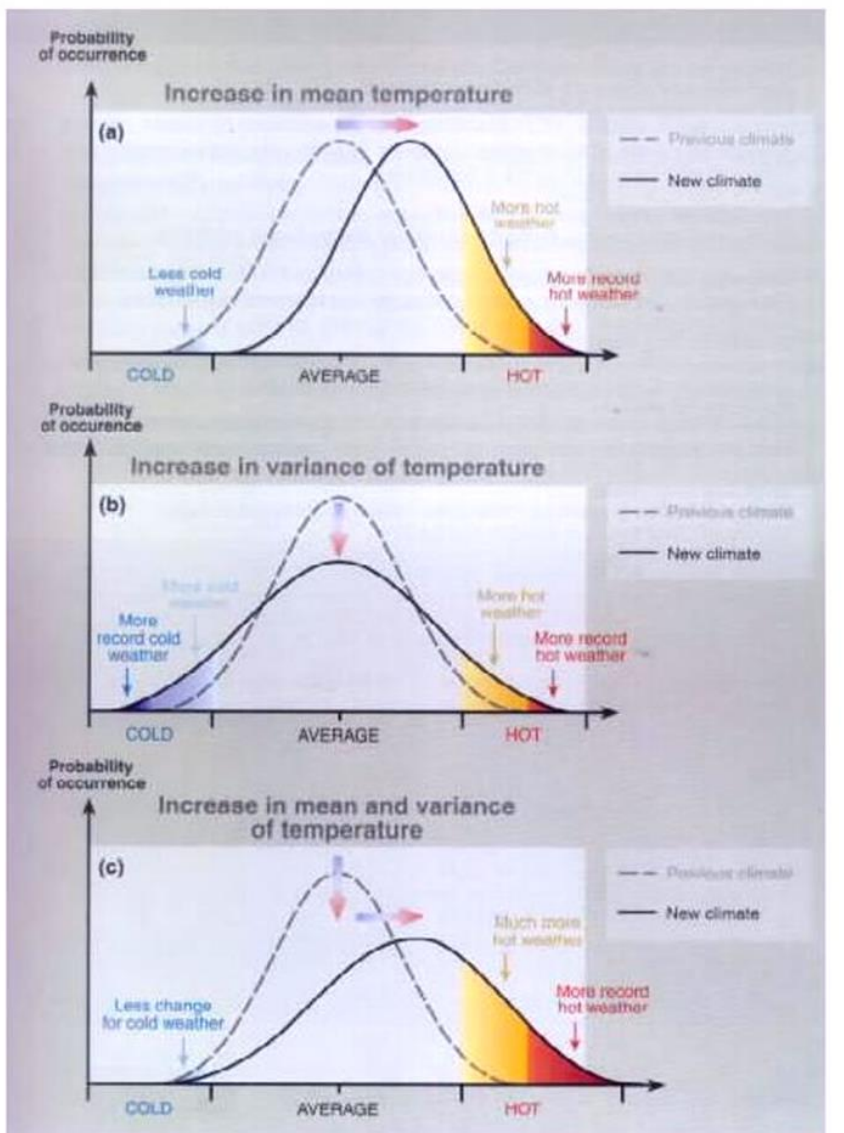 Probability
of occurrence
Increase in mean temperature
(a)
Previous climate
New climate
More hot
weather
Less cold
weather
More record
hot weather
COLD
AVERAGE
HOT
Probability
of occurence
Increase in variance of temperature
(b)
Previous climate
New climate
More cold
weather
More hot
weather
More
record cold
weather
More record
hot weather
COLD
AVERAGE
HOT
Probability
of occurrence
Increase in mean and variance
of temperature
(c)
Previous climate
New climate
Much more
hot weather
Less change
for cold weather
More record
hot weather
COLD
AVERAGE
HOT